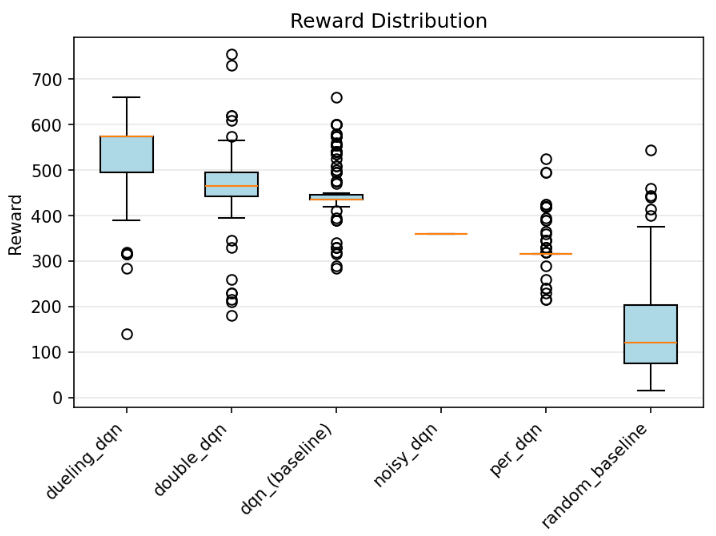 Reward Distribution
Reward
700
600
500
400
300
200
100
0
dueling_dqn
double_dqn
dqn_(baseline)
noisy_dqn
per_dqn
random_baseline